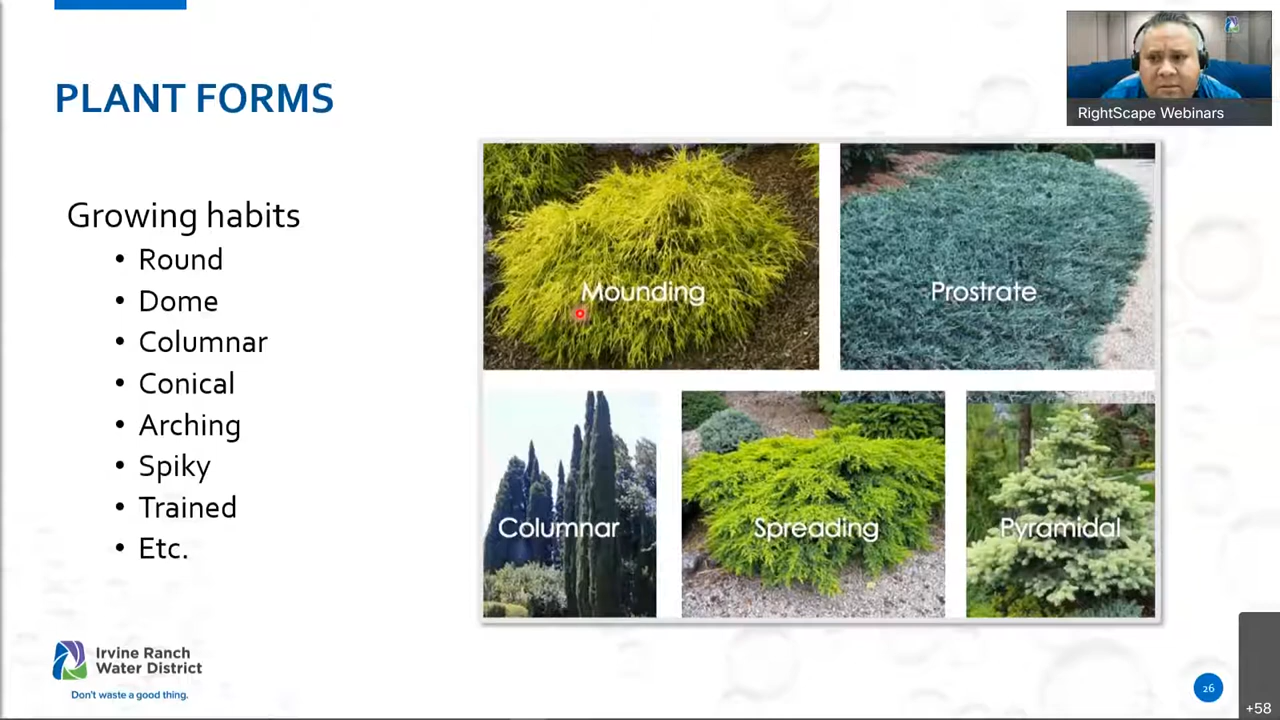 PLANT FORMS
RightScape Webinars
Growing habits
• Round
• Dome
• Columnar
• Conical
• Arching
• Spiky
• Trained
• Etc.
Mounding
Prostrate
Columnar
Spreading
Pyramidal
Irvine Ranch
Water District
Don't waste a good thing.
26
+58